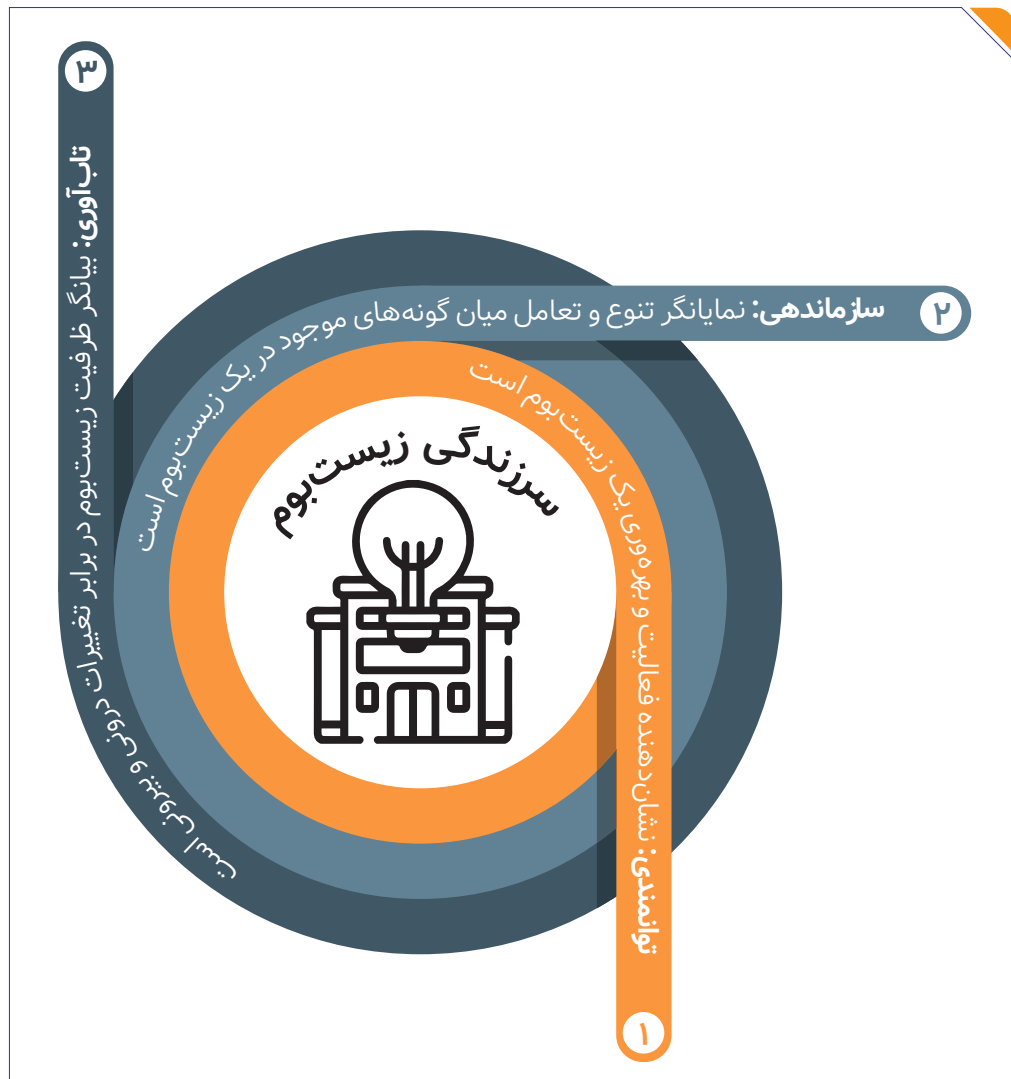 سرزندگی زیست‌بوم
۱
توانمندی: نشان‌دهنده فعالیت و بهره‌وری یک زیست‌بوم است
۲
سازماندهی: نمایانگر تنوع و تعامل میان گونه‌های موجود در یک زیست‌بوم است
۳
تاب‌آوری: بیانگر ظرفیت زیست‌بوم در برابر تغییرات درونی و بیرونی است